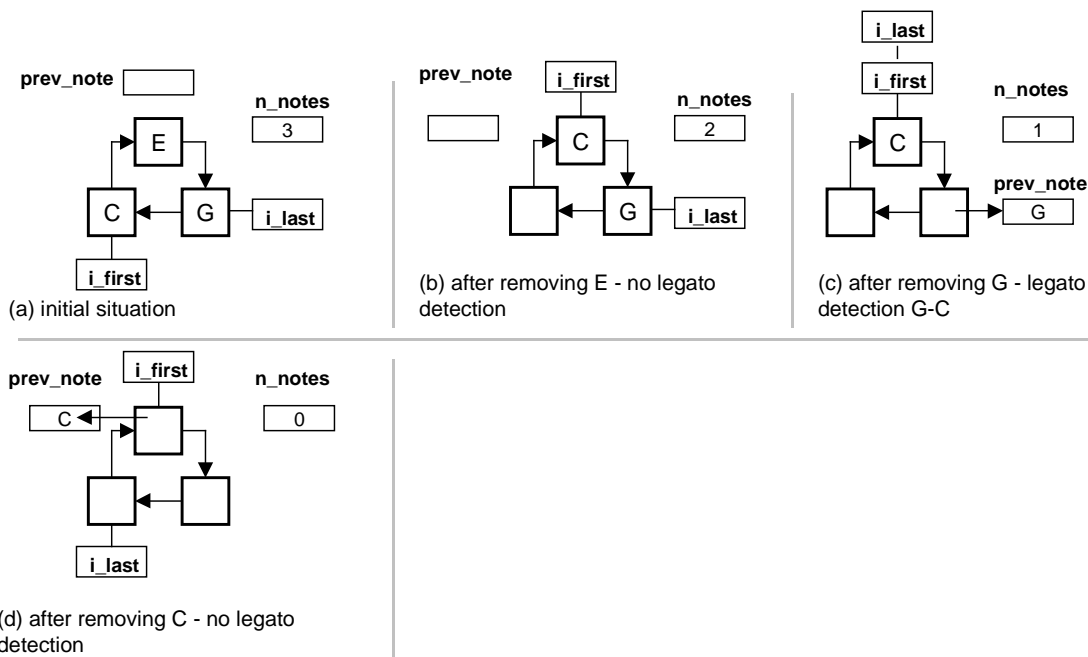 prev_note
n_notes
3
E
C
G
i_last
i_first
(a) initial situation
prev_note
i_first
n_notes
2
C
G
i_last
(b) after removing E - no legato
detection
i_last
i_first
n_notes
1
C
prev_note
G
(c) after removing G - legato
detection G-C
prev_note
i_first
n_notes
C
0
i_last
(d) after removing C - no legato
detection